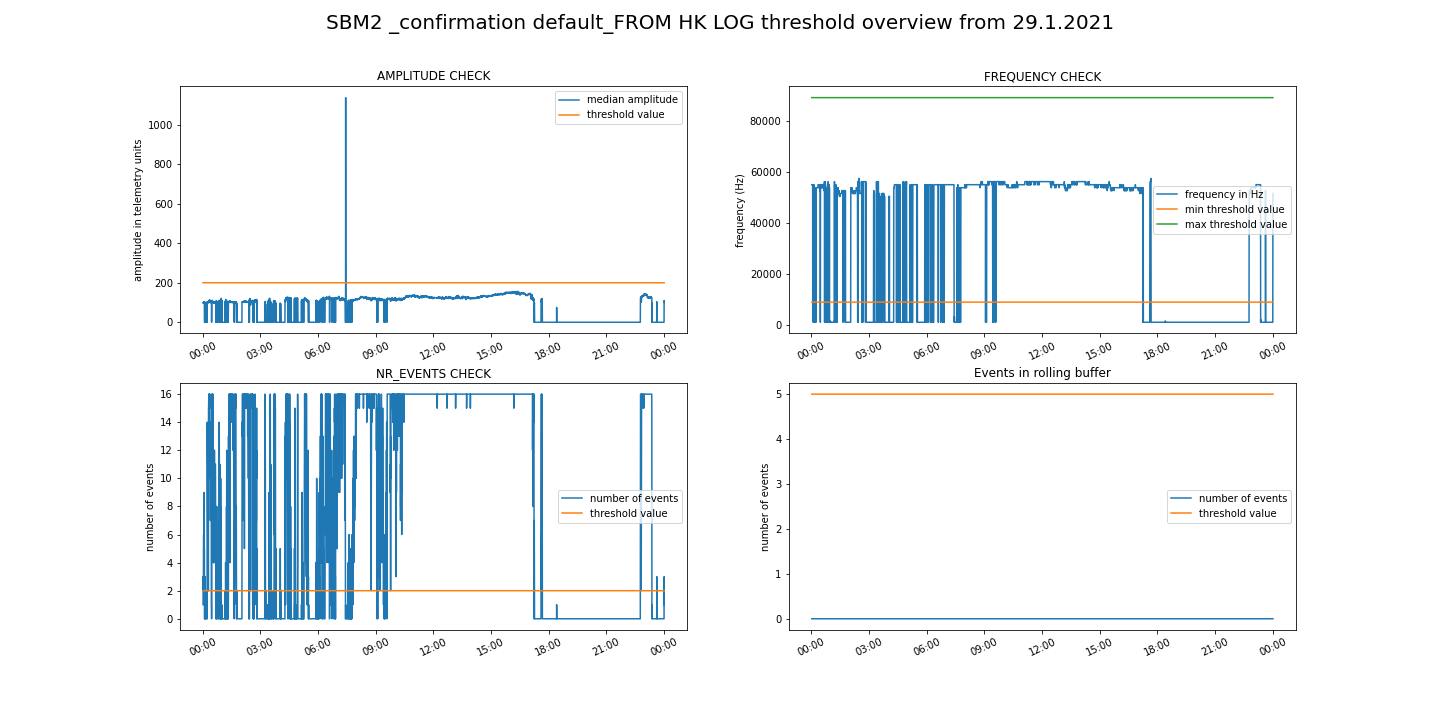 SBM2 _confirmation default_FROM HK LOG threshold overview from 29.1.2021
AMPLITUDE CHECK
amplitude in telemetry units
1000
800
600
400
200
0
median amplitude
threshold value
00:00 03:00 06:00 09:00 12:00 15:00 18:00 21:00 00:00
FREQUENCY CHECK
frequency (Hz)
80000
60000
40000
20000
0
frequency in Hz
min threshold value
max threshold value
00:00 03:00 06:00 09:00 12:00 15:00 18:00 21:00 00:00
NR_EVENTS CHECK
number of events
16
14
12
10
8
6
4
2
0
number of events
threshold value
00:00 03:00 06:00 09:00 12:00 15:00 18:00 21:00 00:00
Events in rolling buffer
number of events
5
4
3
2
1
0
number of events
threshold value
00:00 03:00 06:00 09:00 12:00 15:00 18:00 21:00 00:00